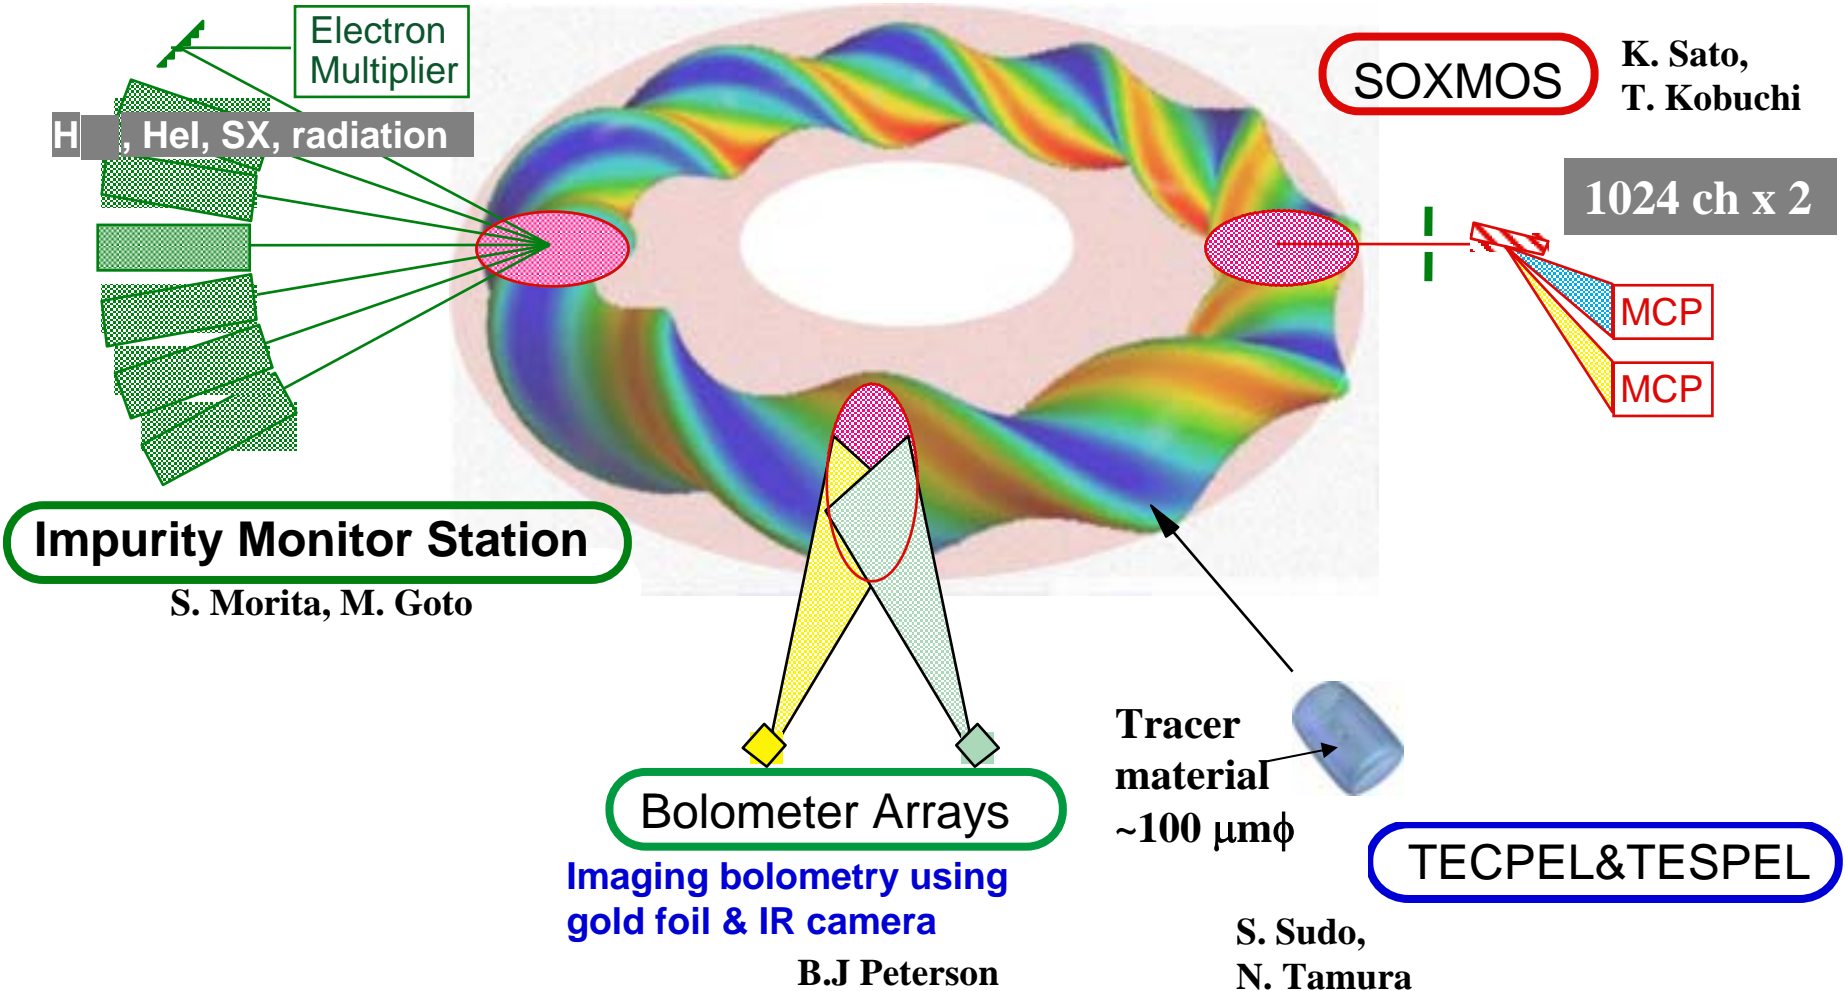 Electron
Multiplier
H , HeI, SX, radiation
SOXMOS
K. Sato,
T. Kobuchi
1024 ch x 2
MCP
MCP
Impurity Monitor Station
S. Morita, M. Goto
Tracer
material
~100 μmϕ
Bolometer Arrays
Imaging bolometry using
gold foil & IR camera
B.J Peterson
TECPEL&TESPEL
S. Sudo,
N. Tamura